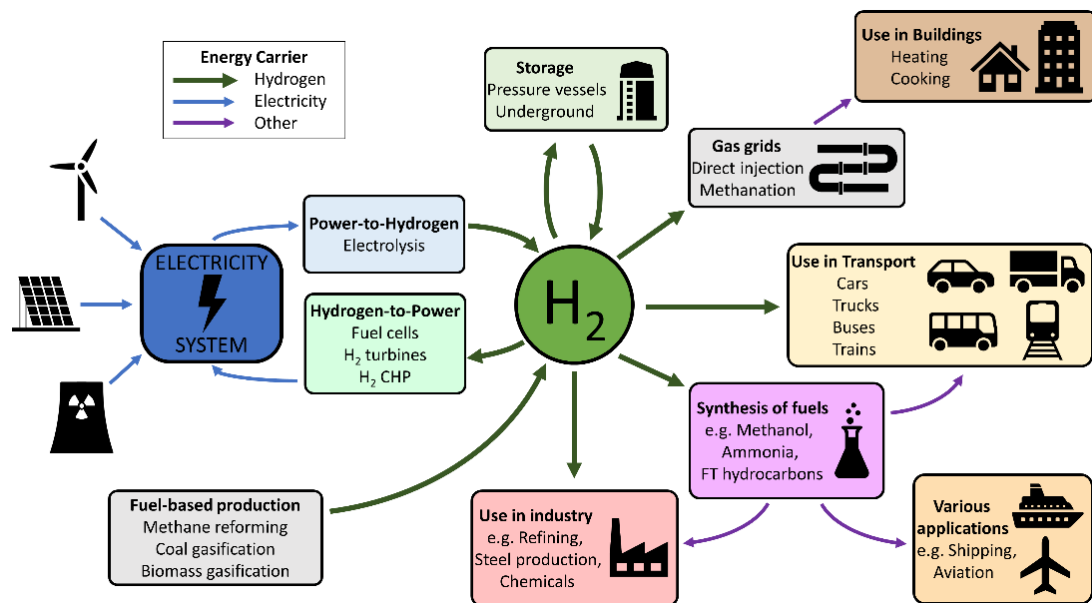 Energy Carrier
Hydrogen
Electricity
Other
Storage
Pressure vessels
Underground
Use in Buildings
Heating
Cooking
Gas grids
Direct injection
Methanation
Power-to-Hydrogen
Electrolysis
ELECTRICITY
SYSTEM
Hydrogen-to-Power
Fuel cells
H₂ turbines
H₂ CHP
H₂
Use in Transport
Cars
Trucks
Buses
Trains
Synthesis of fuels
e.g. Methanol,
Ammonia,
FT hydrocarbons
Fuel-based production
Methane reforming
Coal gasification
Biomass gasification
Use in industry
e.g. Refining,
Steel production,
Chemicals
Various
applications
e.g. Shipping,
Aviation